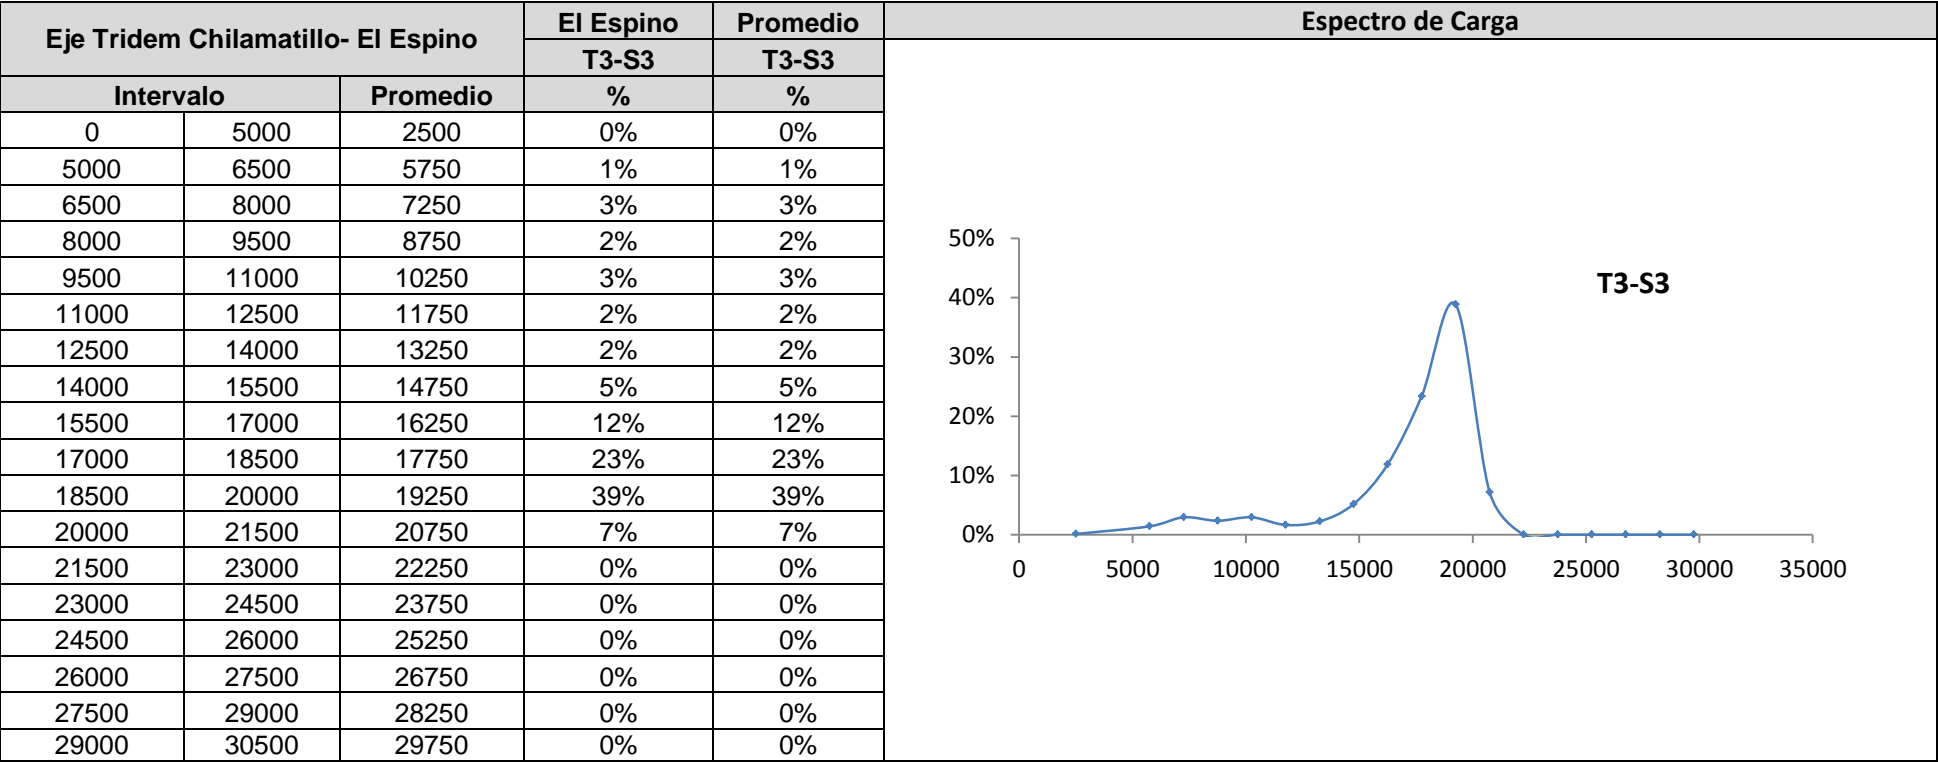 Eje Tridem Chilamatillo- El Espino El Espino Promedio Espectro de Carga
T3-S3 T3-S3
Intervalo Promedio % %
0 5000 2500 0% 0%
5000 6500 5750 1% 1%
6500 8000 7250 3% 3%
8000 9500 8750 2% 2%
9500 11000 10250 3% 3%
11000 12500 11750 2% 2%
12500 14000 13250 2% 2%
14000 15500 14750 5% 5%
15500 17000 16250 12% 12%
17000 18500 17750 23% 23%
18500 20000 19250 39% 39%
20000 21500 20750 7% 7%
21500 23000 22250 0% 0%
23000 24500 23750 0% 0%
24500 26000 25250 0% 0%
26000 27500 26750 0% 0%
27500 29000 28250 0% 0%
29000 30500 29750 0% 0%
T3-S3
50%
40%
30%
20%
10%
0%
0 5000 10000 15000 20000 25000 30000 35000